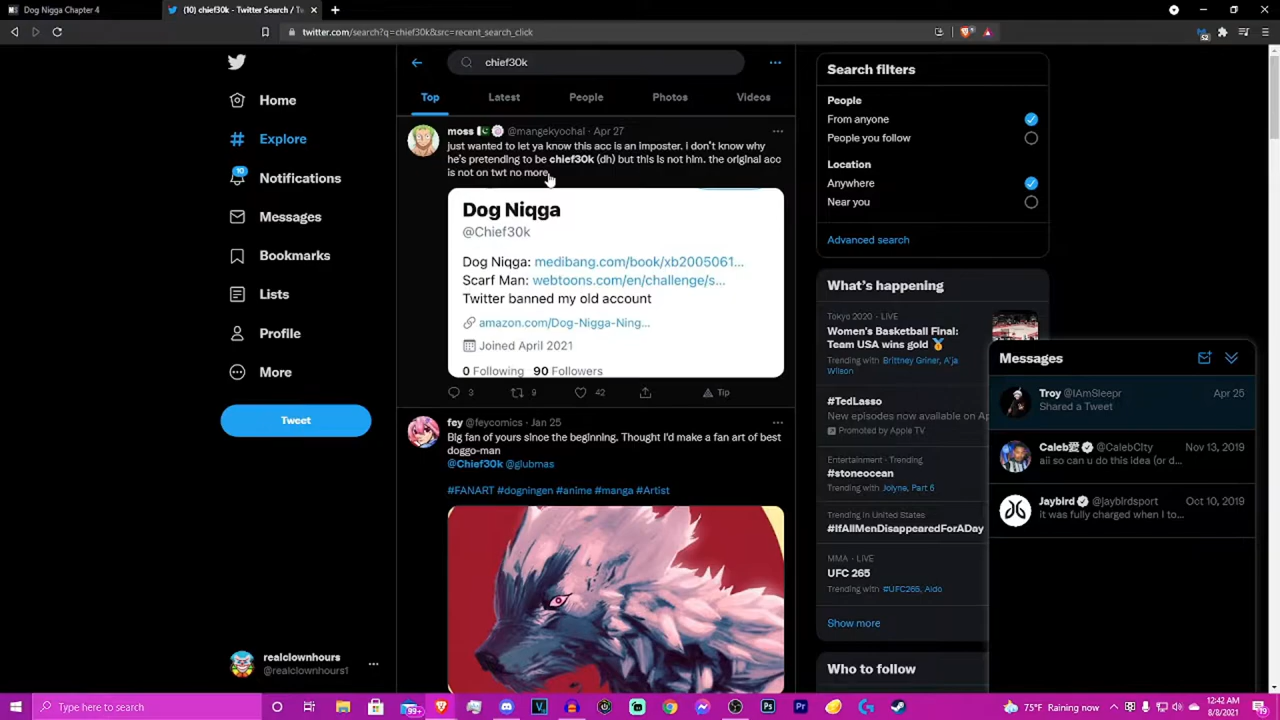 Dog Nigga Chapter 4
(10) chief30k - Twitter Search / Tw
twitter.com/search?q=chief30k&src=recent_search_click
Home
Explore
10
Notifications
Messages
Bookmarks
Lists
Profile
More
Tweet
realclownhours
@realclownhours1
chief30k
Top Latest People Photos Videos
moss @mangekyochal · Apr 27
just wanted to let ya know this acc is an imposter. i don't know why
he's pretending to be chief30k (dh) but this is not him. the original acc
is not on twt no more.
Dog Niqga
@Chief30k
Dog Niqga: medibang.com/book/xb2005061...
Scarf Man: webtoons.com/en/challenge/s...
Twitter banned my old account
amazon.com/Dog-Nigga-Ning...
Joined April 2021
0 Following 90 Followers
3 9 42 Tip
fey @feycomics · Jan 25
Big fan of yours since the beginning. Thought I'd make a fan art of best
doggo-man
@Chief30k @glubmas
#FANART #dogningen #anime #manga #Artist
Search filters
People
From anyone
People you follow
Location
Anywhere
Near you
Advanced search
What's happening
Tokyo 2020 · LIVE
Women's Basketball Final:
Team USA wins gold
Trending with Brittney Griner, A'ja
Wilson
#TedLasso
New episodes now available on Ap
Promoted by Apple TV
Entertainment · Trending
#stoneocean
Trending with Jolyne, Part 6
Trending in United States
#IfAllMenDisappearedForADay
MMA · LIVE
UFC 265
Trending with #UFC265, Aldo
Show more
Who to follow
Messages
Troy @IAmSleepr Apr 25
Shared a Tweet
Caleb愛 @CalebCity Nov 13, 2019
aii so can u do this idea (or d...
Jaybird @jaybirdsport Oct 10, 2019
it was fully charged when I to...
Type here to search
99+
75°F Raining now
12:42 AM
8/8/2021